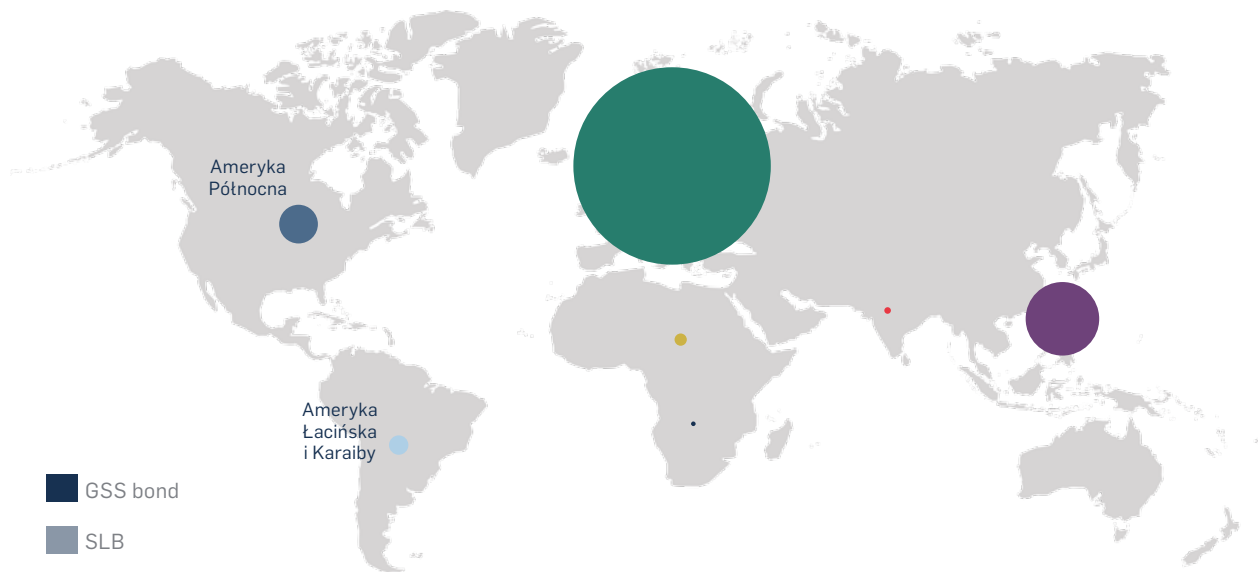 Ameryka
Północna
Ameryka
Łacińska
i Karaiby
GSS bond
SLB